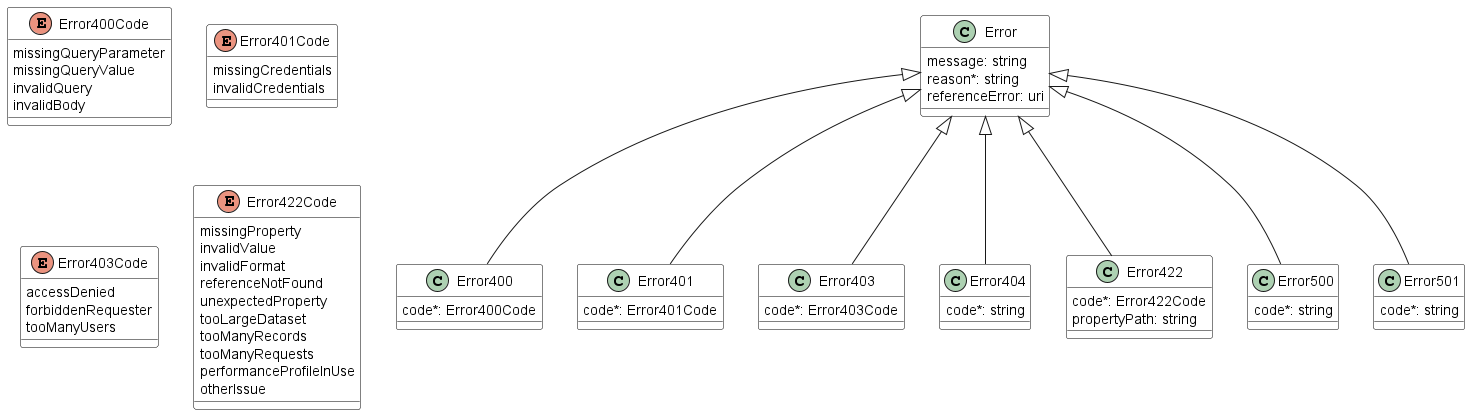 E Error400Code
missingQueryParameter
missingQueryValue
invalidQuery
invalidBody
E Error401Code
missingCredentials
invalidCredentials
C Error
message: string
reason*: string
referenceError: uri
E Error403Code
accessDenied
forbiddenRequester
tooManyUsers
E Error422Code
missingProperty
invalidValue
invalidFormat
referenceNotFound
unexpectedProperty
tooLargeDataset
tooManyRecords
tooManyRequests
performanceProfileInUse
otherIssue
C Error400
code*: Error400Code
C Error401
code*: Error401Code
C Error403
code*: Error403Code
C Error404
code*: string
C Error422
code*: Error422Code
propertyPath: string
C Error500
code*: string
C Error501
code*: string